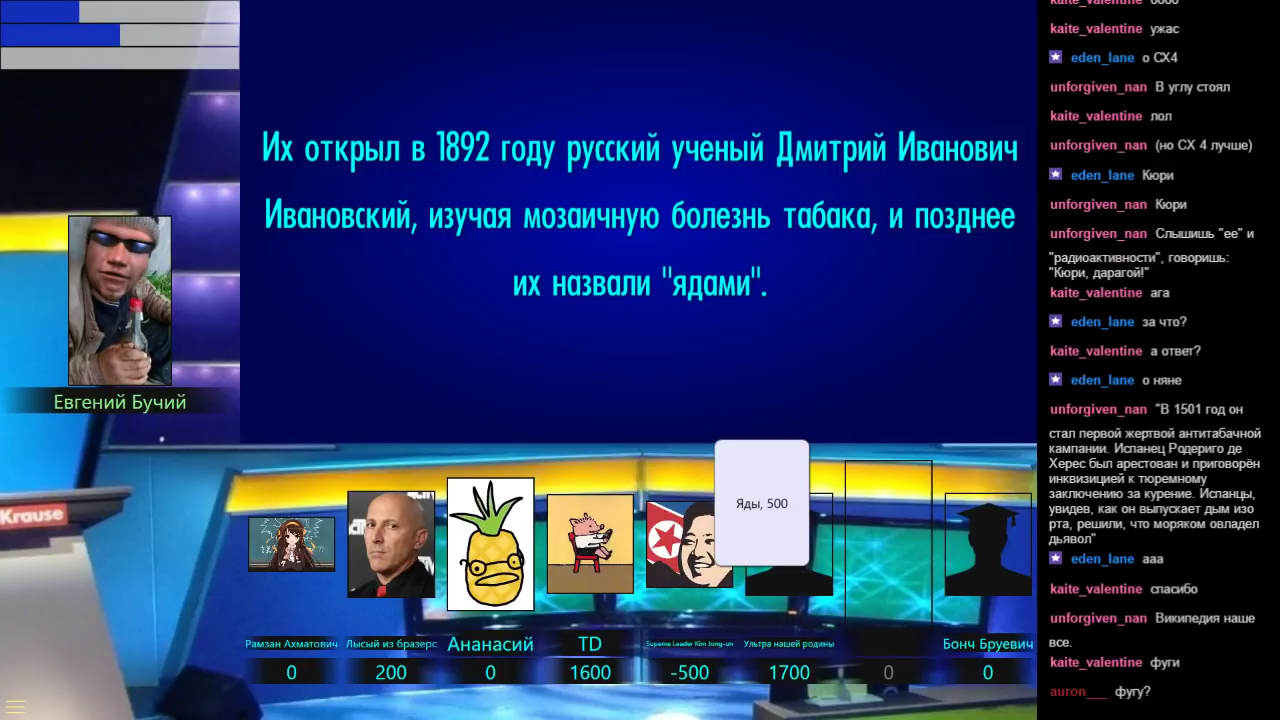 Их открыл в 1892 году русский ученый Дмитрий Иванович
Ивановский, изучая мозаичную болезнь табака, и позднее
их назвали "ядами".
Евгений Бучий
Krause
Яды, 500
Рамзан Ахматович
Лысый из бразерс
Ананасий
TD
Supeme Leader Kim Jong-un
Ультра нашей родины
Бонч Бруевич
0
200
0
1600
-500
1700
0
0
kaite_valentine
kaite_valentine ужас
eden_lane о СХ4
unforgiven_nan В углу стоял
kaite_valentine лол
unforgiven_nan (но СХ 4 лучше)
eden_lane Кюри
unforgiven_nan Кюри
unforgiven_nan Слышишь "ее" и
"радиоактивности", говоришь:
"Кюри, дарагой!"
kaite_valentine ага
eden_lane за что?
kaite_valentine а ответ?
eden_lane о няне
unforgiven_nan "В 1501 год он
стал первой жертвой антитабачной
кампании. Испанец Родериго де
Херес был арестован и приговорён
инквизицией к тюремному
заключению за курение. Испанцы,
увидев, как он выпускает дым изо
рта, решили, что моряком овладел
дьявол"
eden_lane ааа
kaite_valentine спасибо
unforgiven_nan Википедия наше
все.
kaite_valentine фуги
auron___ фугу?